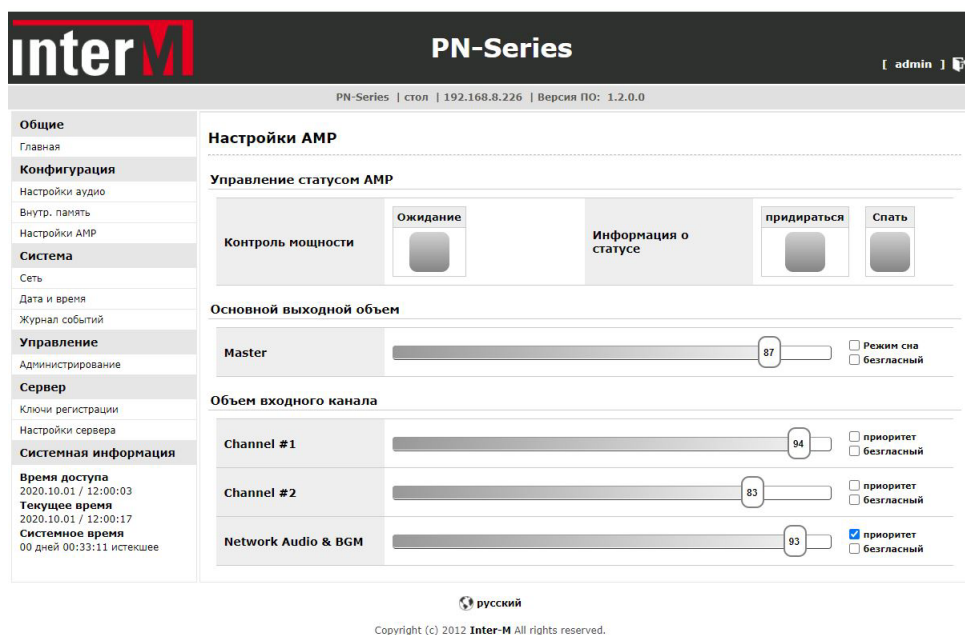 inter M
PN-Series
[ admin ]
PN-Series | стол | 192.168.8.226 | Версия ПО: 1.2.0.0
Общие
Главная
Конфигурация
Настройки аудио
Внутр. память
Настройки AMP
Система
Сеть
Дата и время
Журнал событий
Управление
Администрирование
Сервер
Ключи регистрации
Настройки сервера
Системная информация
Время доступа
2020.10.01 / 12:00:03
Текущее время
2020.10.01 / 12:00:17
Системное время
00 дней 00:33:11 истекшее
Настройки AMP
Управление статусом AMP
Контроль мощности
Ожидание
Информация о
статусе
придираться
Спать
Основной выходной объем
Master
87
Режим сна
безгласный
Объем входного канала
Channel #1
94
приоритет
безгласный
Channel #2
83
приоритет
безгласный
Network Audio & BGM
93
приоритет
безгласный
русский
Copyright (c) 2012 Inter-M All rights reserved.